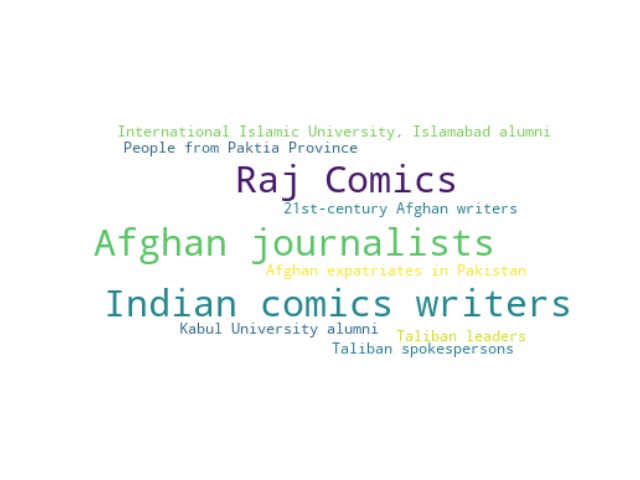 International Islamic University, Islamabad alumni
People from Paktia Province
Raj Comics
21st-century Afghan writers
Afghan journalists
Afghan expatriates in Pakistan
Indian comics writers
Kabul University alumni
Taliban leaders
Taliban spokespersons